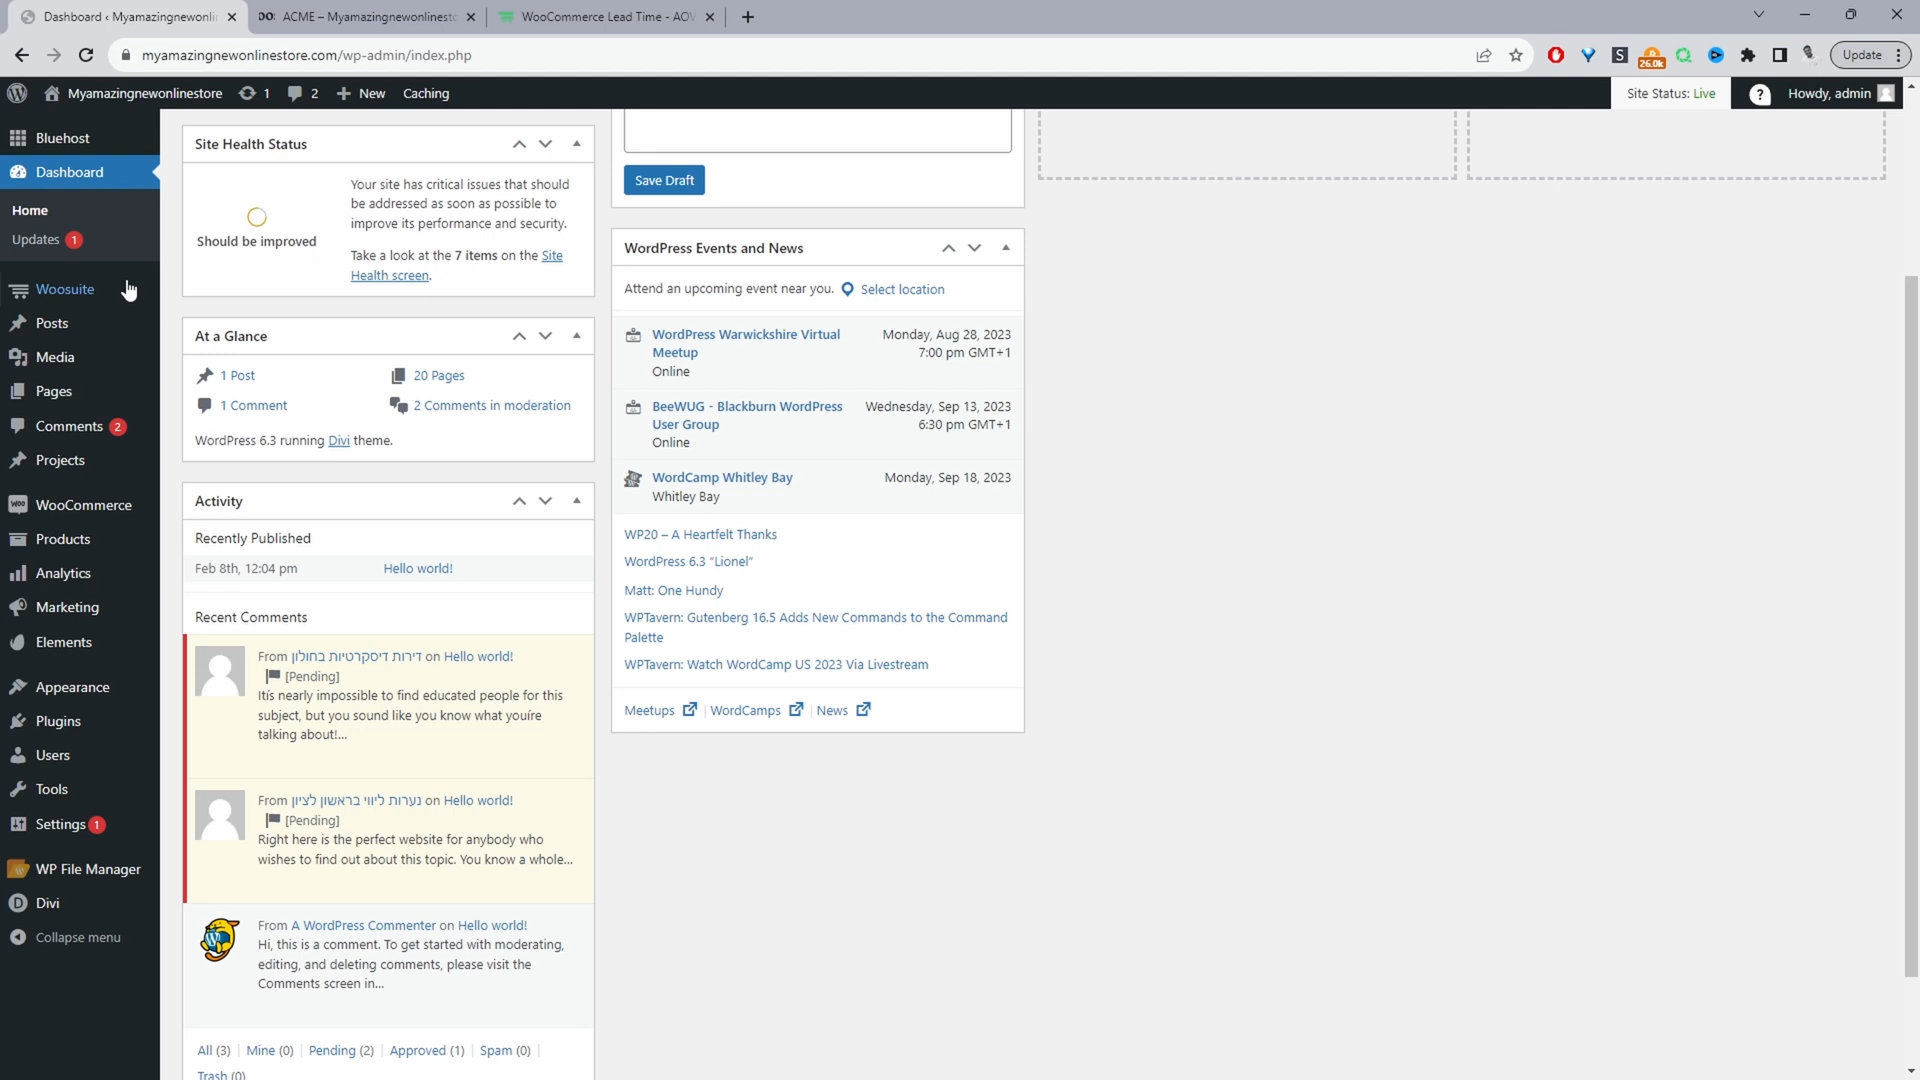 Dashboard ‹ Myamazingnewonlin
ACME – Myamazingnewonlinesto
WooCommerce Lead Time - AOV
myamazingnewonlinestore.com/wp-admin/index.php
26.0k
Update
Myamazingnewonlinestore
1
2
New
Caching
Site Status: Live
Howdy, admin
Bluehost
Dashboard
Home
Updates 1
Woosuite
Posts
Media
Pages
Comments 2
Projects
WooCommerce
Products
Analytics
Marketing
Elements
Appearance
Plugins
Users
Tools
Settings 1
WP File Manager
Divi
Collapse menu
Site Health Status
Should be improved
Your site has critical issues that should
be addressed as soon as possible to
improve its performance and security.
Take a look at the 7 items on the Site
Health screen.
At a Glance
1 Post
20 Pages
1 Comment
2 Comments in moderation
WordPress 6.3 running Divi theme.
Activity
Recently Published
Feb 8th, 12:04 pm
Hello world!
Recent Comments
From דירות דיסקרטיות בחולון on Hello world!
[Pending]
Itís nearly impossible to find educated people for this
subject, but you sound like you know what youíre
talking about!...
From נערות ליווי בראשון לציון on Hello world!
[Pending]
Right here is the perfect website for anybody who
wishes to find out about this topic. You know a whole...
From A WordPress Commenter on Hello world!
Hi, this is a comment. To get started with moderating,
editing, and deleting comments, please visit the
Comments screen in...
All (3) | Mine (0) | Pending (2) | Approved (1) | Spam (0) |
Trash (0)
Save Draft
WordPress Events and News
Attend an upcoming event near you. Select location
WordPress Warwickshire Virtual
Meetup
Online
Monday, Aug 28, 2023
7:00 pm GMT+1
BeeWUG - Blackburn WordPress
User Group
Online
Wednesday, Sep 13, 2023
6:30 pm GMT+1
WordCamp Whitley Bay
Whitley Bay
Monday, Sep 18, 2023
WP20 – A Heartfelt Thanks
WordPress 6.3 “Lionel”
Matt: One Hundy
WPTavern: Gutenberg 16.5 Adds New Commands to the Command
Palette
WPTavern: Watch WordCamp US 2023 Via Livestream
Meetups | WordCamps | News